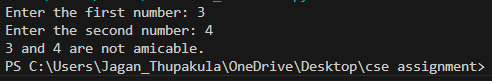 Enter the first number: 3
Enter the second number: 4
3 and 4 are not amicable.
PS C:\Users\Jagan_Thupakula\OneDrive\Desktop\cse assignment>